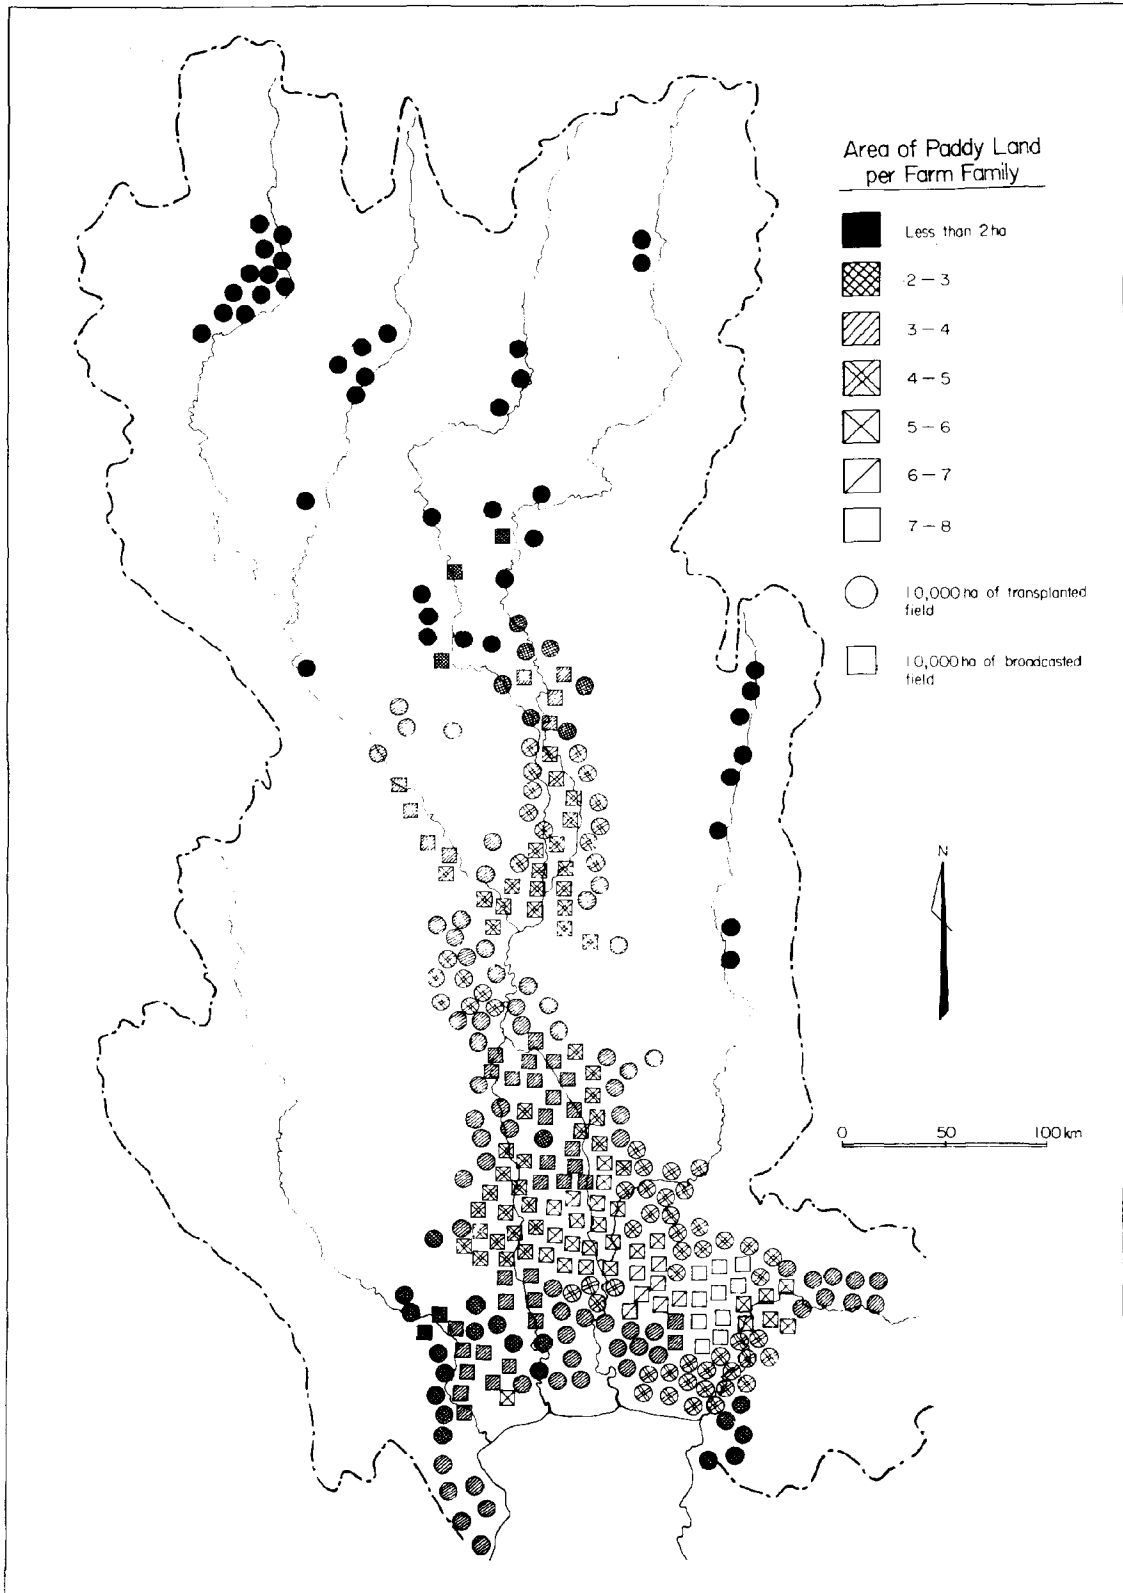 Area of Paddy Land
per Farm Family
Less than 2ha
2 - 3
3 - 4
4 - 5
5 - 6
6 - 7
7 - 8
10,000 ha of transplanted
field
10,000 ha of broadcasted
field
N
0 50 100 km